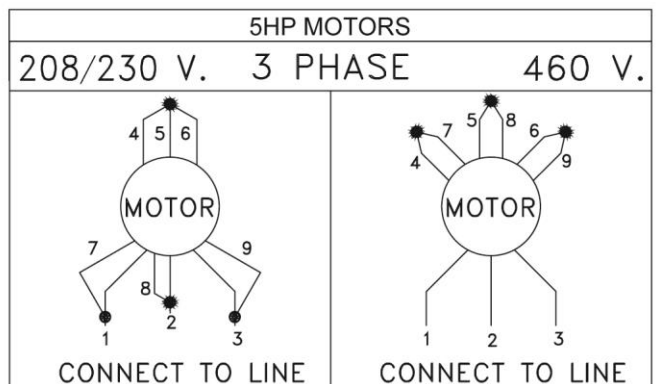 5HP MOTORS
208/230 V. 3 PHASE 460 V.
4 5 6
MOTOR
7 9
8
1 2 3
CONNECT TO LINE
5 8
7 6
4 9
MOTOR
1 2 3
CONNECT TO LINE